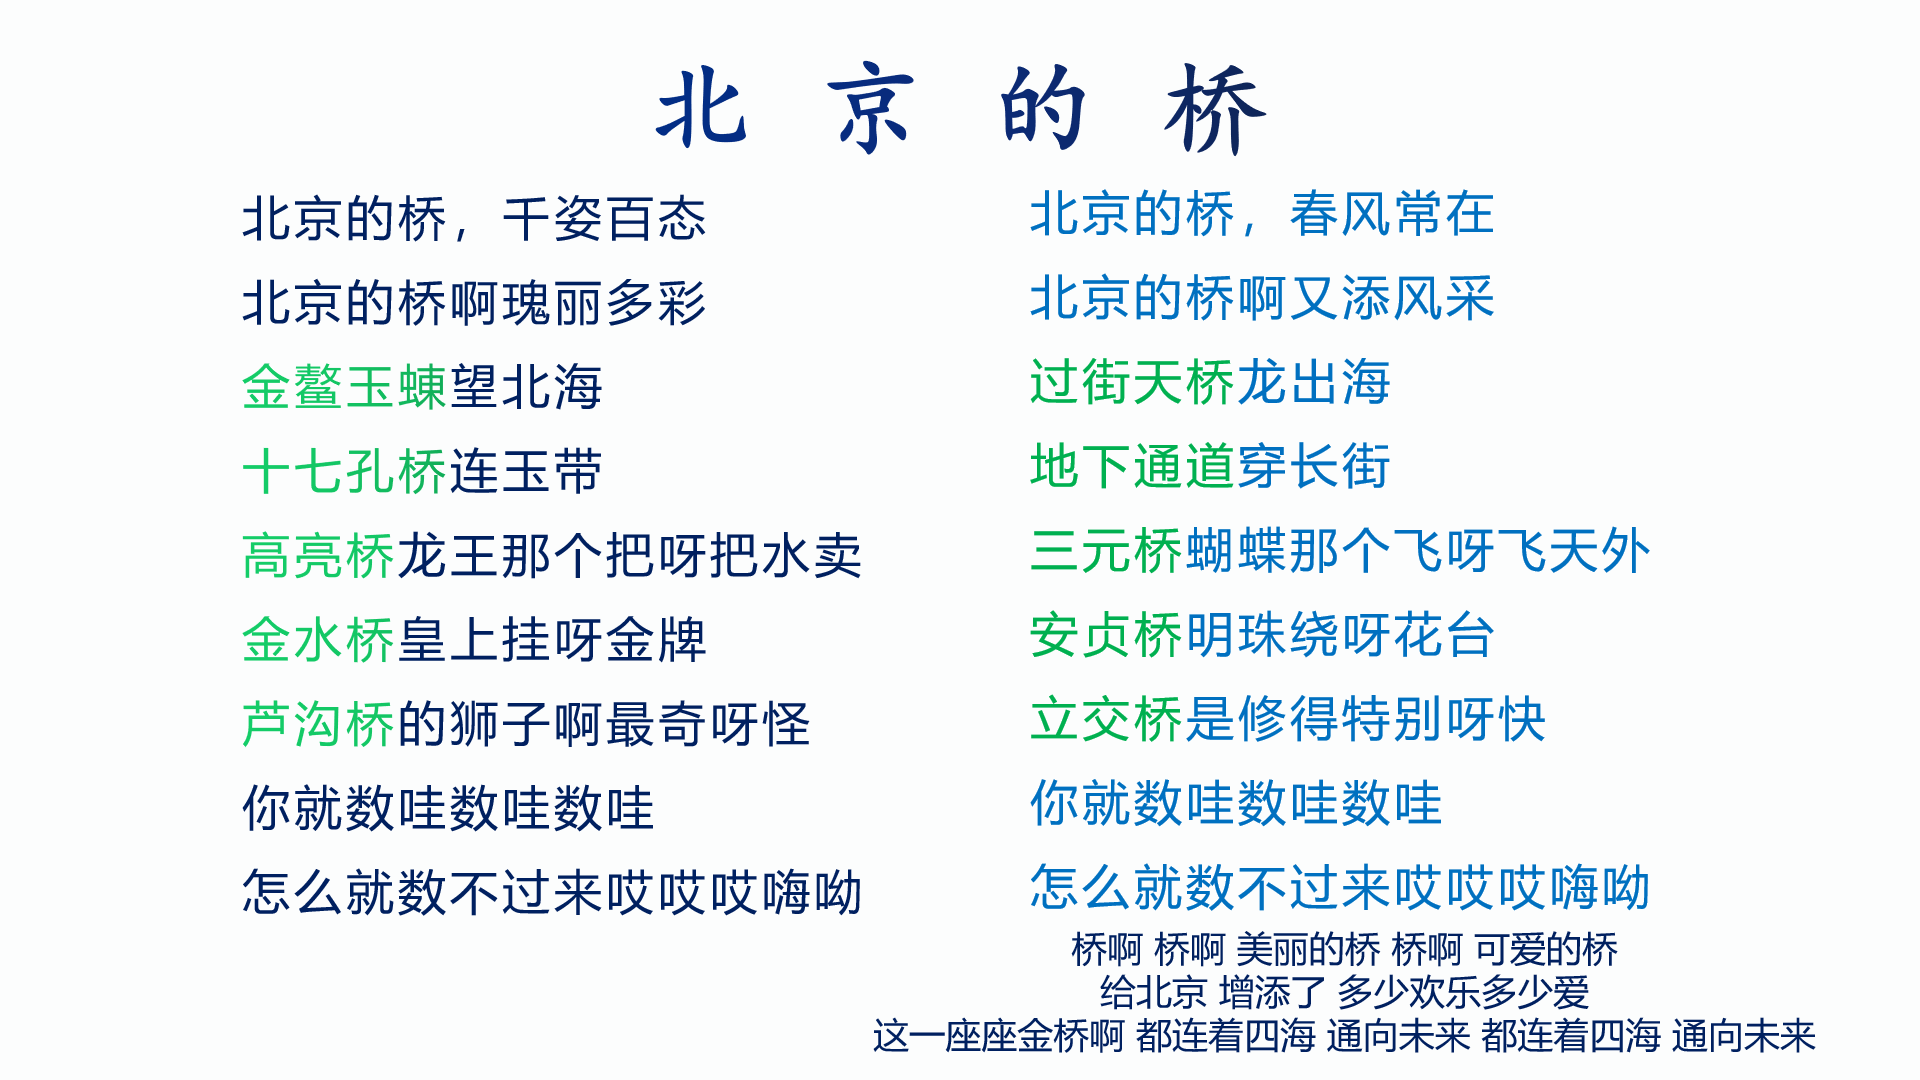 北京的桥
北京的桥，千姿百态
北京的桥啊瑰丽多彩
金鳌玉蝀望北海
十七孔桥连玉带
高亮桥龙王那个把呀把水卖
金水桥皇上挂呀金牌
芦沟桥的狮子啊最奇呀怪
你就数哇数哇数哇
怎么就数不过来哎哎哎嗨呦
北京的桥，春风常在
北京的桥啊又添风采
过街天桥龙出海
地下通道穿长街
三元桥蝴蝶那个飞呀飞天外
安贞桥明珠绕呀花台
立交桥是修得特别呀快
你就数哇数哇数哇
怎么就数不过来哎哎哎嗨呦
桥啊 桥啊 美丽的桥 桥啊 可爱的桥
给北京 增添了 多少欢乐多少爱
这一座座金桥啊 都连着四海 通向未来 都连着四海 通向未来